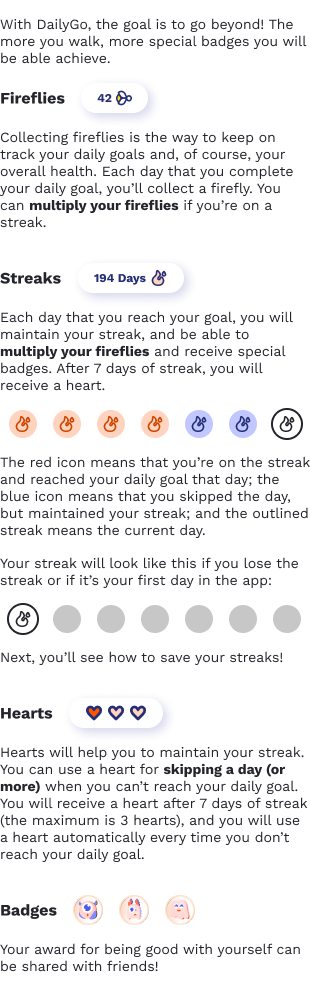 With DailyGo, the goal is to go beyond! The
more you walk, more special badges you will
be able achieve.
Fireflies
42
Collecting fireflies is the way to keep on
track your daily goals and, of course, your
overall health. Each day that you complete
your daily goal, you’ll collect a firefly. You
can multiply your fireflies if you’re on a
streak.
Streaks
194 Days
Each day that you reach your goal, you will
maintain your streak, and be able to
multiply your fireflies and receive special
badges. After 7 days of streak, you will
receive a heart.
The red icon means that you’re on the streak
and reached your daily goal that day; the
blue icon means that you skipped the day,
but maintained your streak; and the outlined
streak means the current day.
Your streak will look like this if you lose the
streak or if it’s your first day in the app:
Next, you’ll see how to save your streaks!
Hearts
Hearts will help you to maintain your streak.
You can use a heart for skipping a day (or
more) when you can’t reach your daily goal.
You will receive a heart after 7 days of streak
(the maximum is 3 hearts), and you will use
a heart automatically every time you don’t
reach your daily goal.
Badges
Your award for being good with yourself can
be shared with friends!